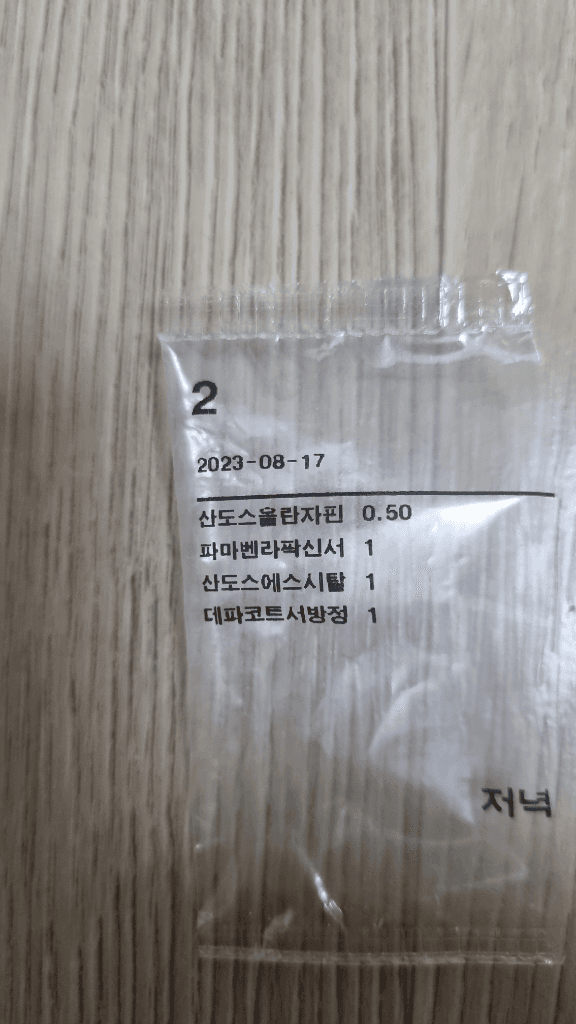 2
2023-08-17
산도스올란자핀 0.50
파마벤라팍신서 1
산도스에스시탈 1
데파코트서방정 1
저녁